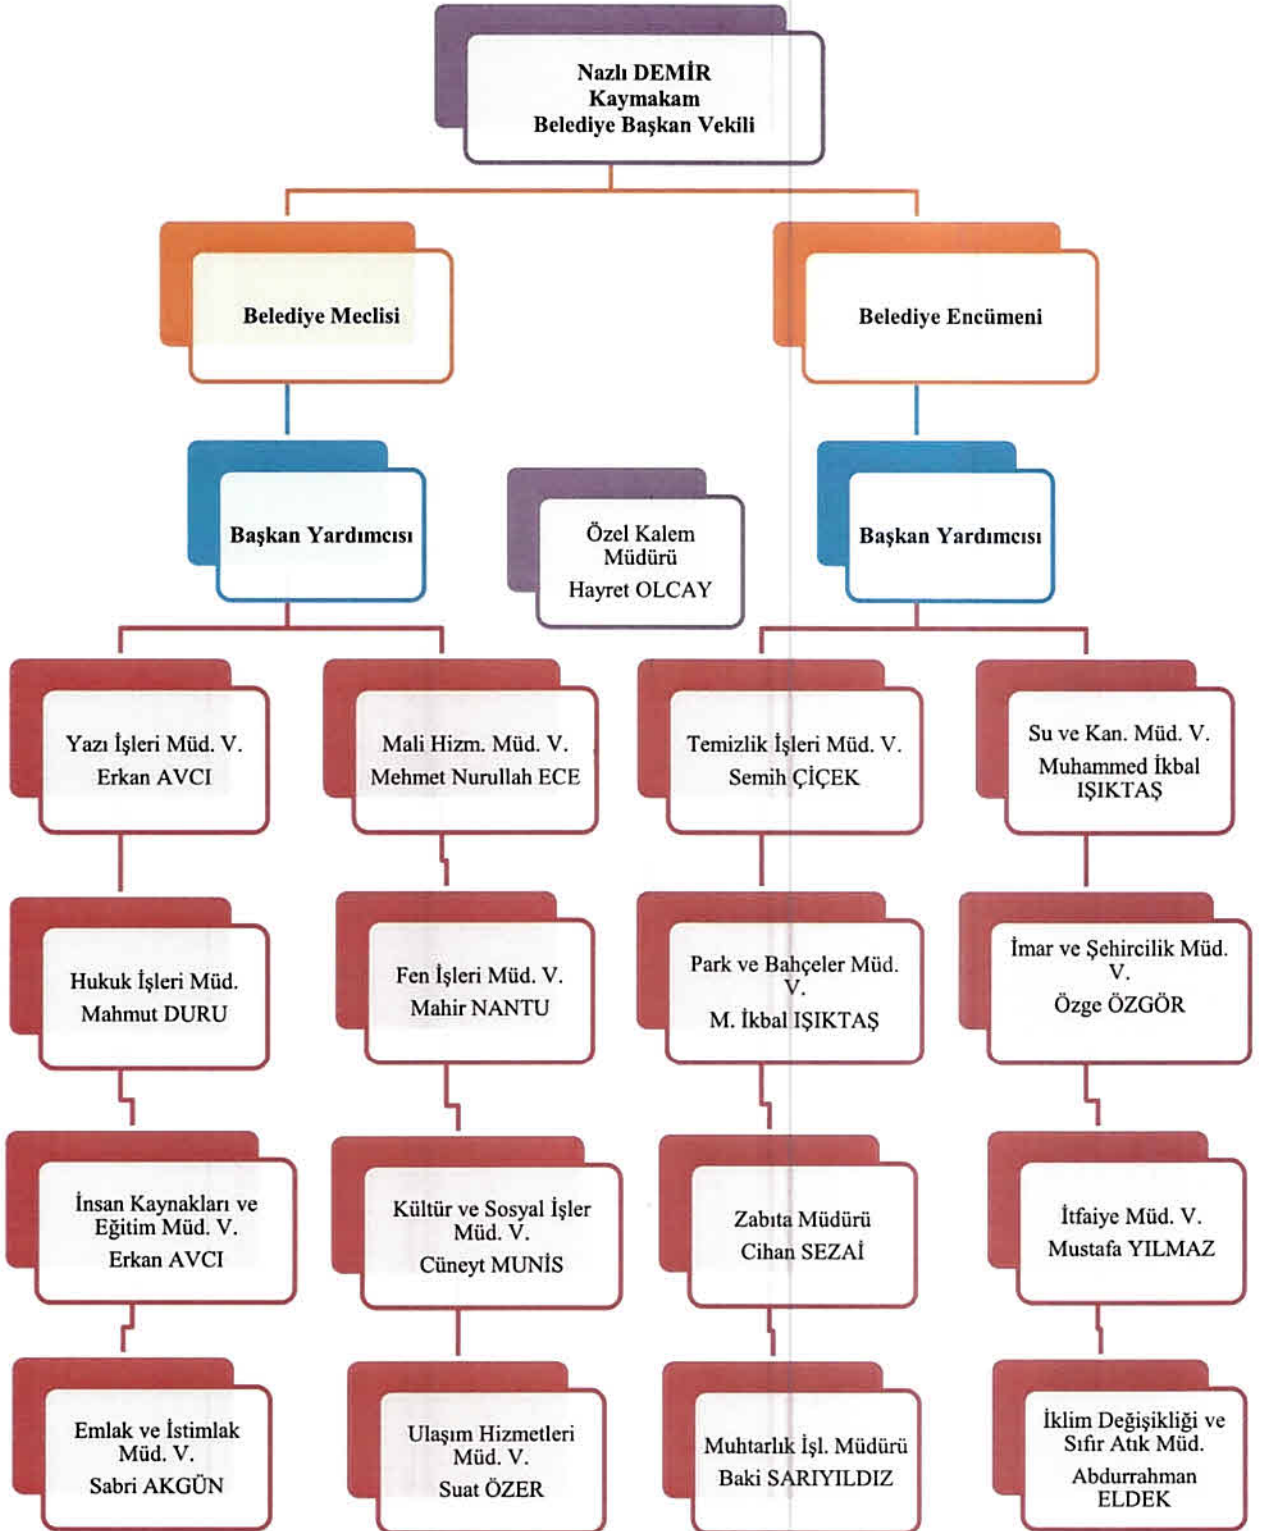 Nazlı DEMİR
Kaymakam
Belediye Başkan Vekili
Belediye Meclisi
Belediye Encümeni
Başkan Yardımcısı
Özel Kalem
Müdürü
Hayret OLCAY
Başkan Yardımcısı
Yazı İşleri Müd. V.
Erkan AVCI
Mali Hizm. Müd. V.
Mehmet Nurullah ECE
Temizlik İşleri Müd. V.
Semih ÇİÇEK
Su ve Kan. Müd. V.
Muhammed İkbal
IŞIKTAŞ
Hukuk İşleri Müd.
Mahmut DURU
Fen İşleri Müd. V.
Mahir NANTU
Park ve Bahçeler Müd.
V.
M. İkbal IŞIKTAŞ
İmar ve Şehircilik Müd.
V.
Özge ÖZGÖR
İnsan Kaynakları ve
Eğitim Müd. V.
Erkan AVCI
Kültür ve Sosyal İşler
Müd. V.
Cüneyt MUNİS
Zabıta Müdürü
Cihan SEZAİ
İtfaiye Müd. V.
Mustafa YILMAZ
Emlak ve İstimlak
Müd. V.
Sabri AKGÜN
Ulaşım Hizmetleri
Müd. V.
Suat ÖZER
Muhtarlık İşl. Müdürü
Baki SARIYILDIZ
İklim Değişikliği ve
Sıfır Atık Müd.
Abdurrahman
ELDEK